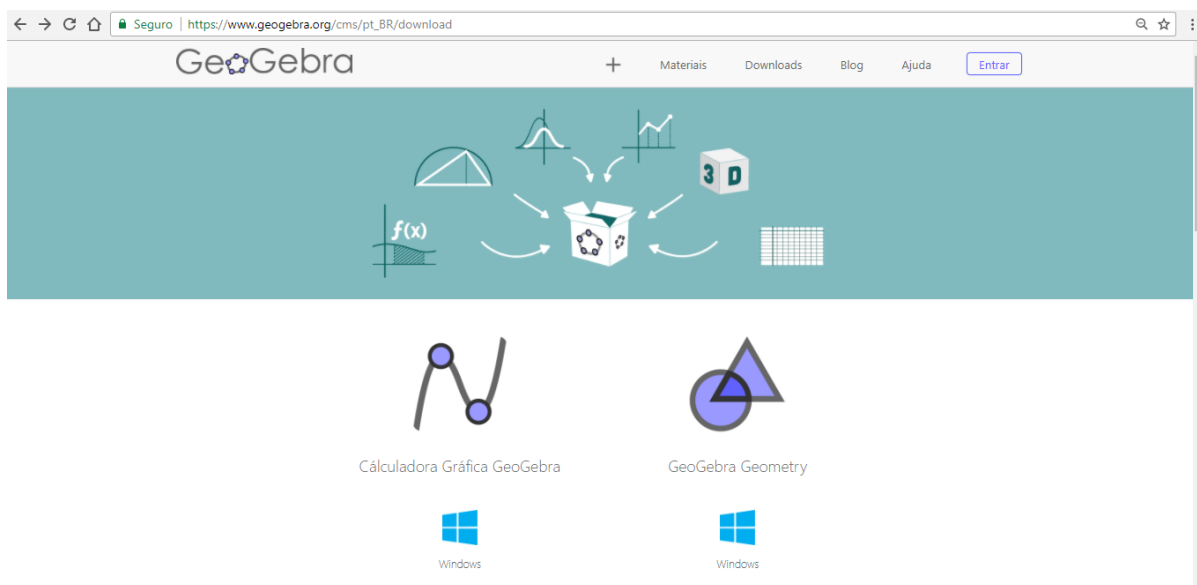 Seguro | https://www.geogebra.org/cms/pt_BR/download
GeoGebra + Materiais Downloads Blog Ajuda Entrar
f(x)
3 D
Cálculadora Gráfica GeoGebra GeoGebra Geometry
Windows Windows